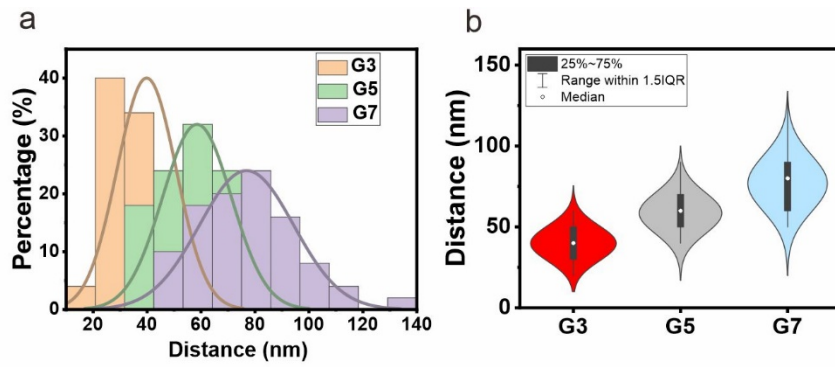 a
Percentage (%)
40
30
20
10
0
G3
G5
G7
20 40 60 80 100 120 140
Distance (nm)
b
Distance (nm)
150
100
50
0
25%~75%
Range within 1.5IQR
Median
G3 G5 G7